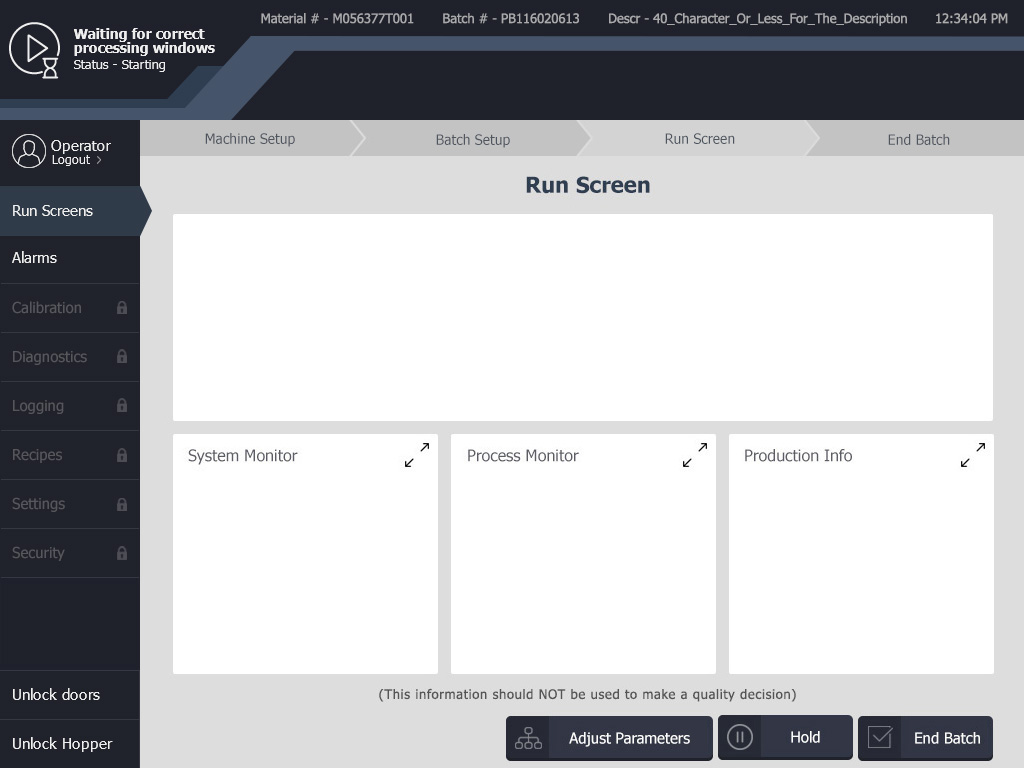 Material # - M056377T001 Batch # - PB116020613 Descr - 40_Character_Or_Less_For_The_Description 12:34:04 PM
Waiting for correct
processing windows
Status - Starting
Operator
Logout >
Machine Setup Batch Setup Run Screen End Batch
Run Screen
Run Screens
Alarms
Calibration
Diagnostics
Logging
Recipes
Settings
Security
Unlock doors
Unlock Hopper
System Monitor Process Monitor Production Info
(This information should NOT be used to make a quality decision)
Adjust Parameters Hold End Batch